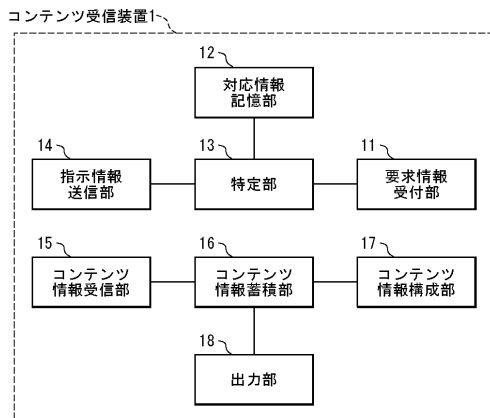 コンテンツ受信装置1
12
対応情報
記憶部
14
指示情報
送信部
13
特定部
11
要求情報
受付部
15
コンテンツ
情報受信部
16
コンテンツ
情報蓄積部
17
コンテンツ
情報構成部
18
出力部